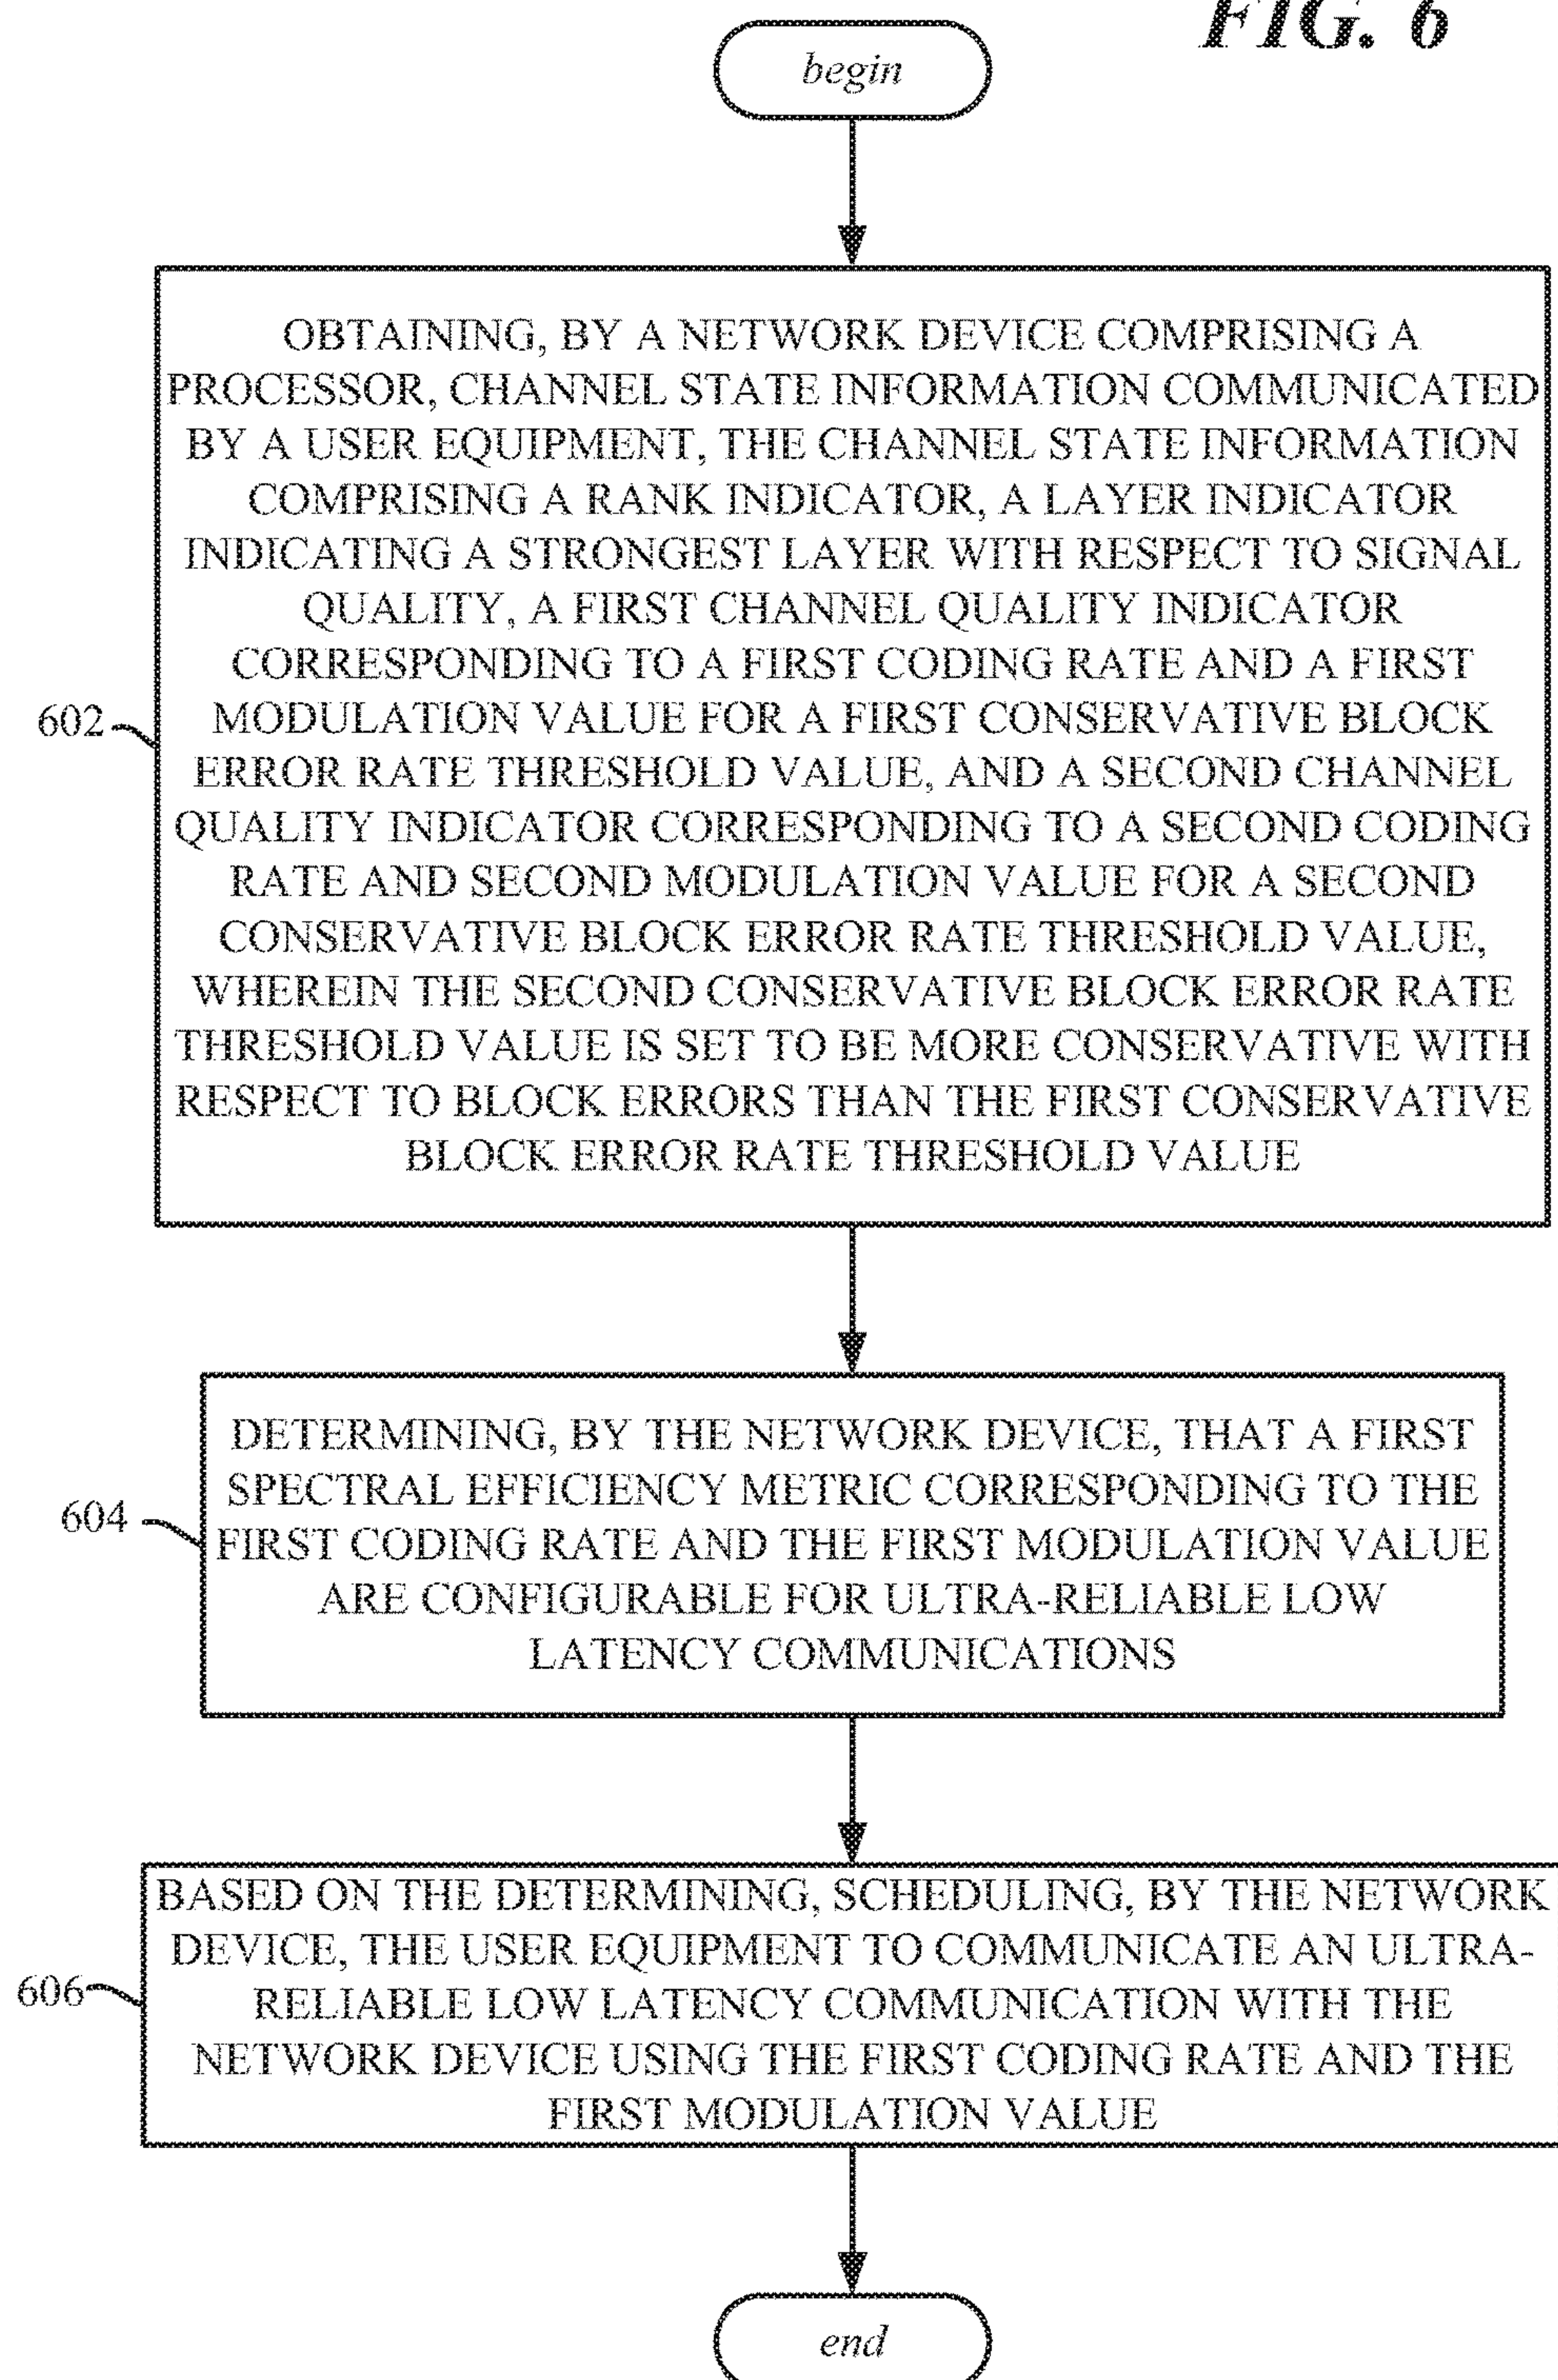 FIG. 6
begin
OBTAINING, BY A NETWORK DEVICE COMPRISING A
PROCESSOR, CHANNEL STATE INFORMATION COMMUNICATED
BY A USER EQUIPMENT, THE CHANNEL STATE INFORMATION
COMPRISING A RANK INDICATOR, A LAYER INDICATOR
INDICATING A STRONGEST LAYER WITH RESPECT TO SIGNAL
QUALITY, A FIRST CHANNEL QUALITY INDICATOR
CORRESPONDING TO A FIRST CODING RATE AND A FIRST
MODULATION VALUE FOR A FIRST CONSERVATIVE BLOCK
ERROR RATE THRESHOLD VALUE, AND A SECOND CHANNEL
QUALITY INDICATOR CORRESPONDING TO A SECOND CODING
RATE AND SECOND MODULATION VALUE FOR A SECOND
CONSERVATIVE BLOCK ERROR RATE THRESHOLD VALUE,
WHEREIN THE SECOND CONSERVATIVE BLOCK ERROR RATE
THRESHOLD VALUE IS SET TO BE MORE CONSERVATIVE WITH
RESPECT TO BLOCK ERRORS THAN THE FIRST CONSERVATIVE
BLOCK ERROR RATE THRESHOLD VALUE
602
DETERMINING, BY THE NETWORK DEVICE, THAT A FIRST
SPECTRAL EFFICIENCY METRIC CORRESPONDING TO THE
FIRST CODING RATE AND THE FIRST MODULATION VALUE
ARE CONFIGURABLE FOR ULTRA-RELIABLE LOW
LATENCY COMMUNICATIONS
604
BASED ON THE DETERMINING, SCHEDULING, BY THE NETWORK
DEVICE, THE USER EQUIPMENT TO COMMUNICATE AN ULTRA-
RELIABLE LOW LATENCY COMMUNICATION WITH THE
NETWORK DEVICE USING THE FIRST CODING RATE AND THE
FIRST MODULATION VALUE
606
end